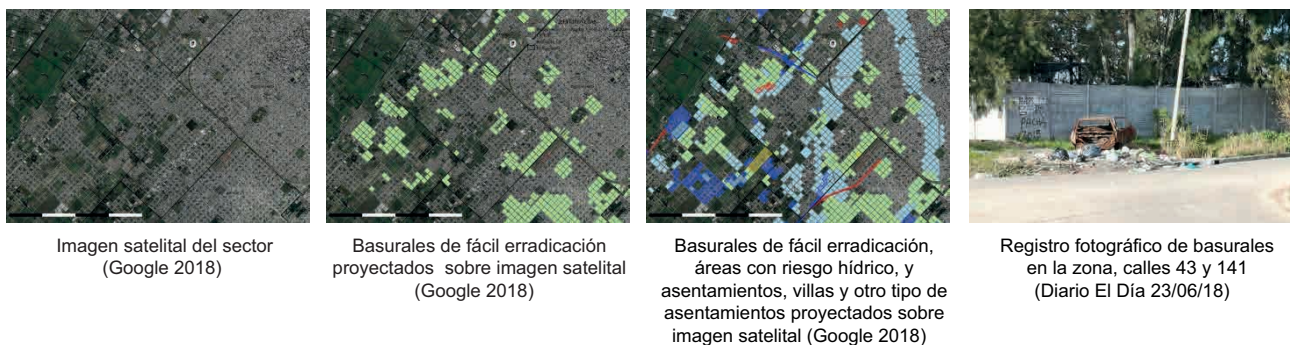 Imagen satelital del sector
(Google 2018)
Basurales de fácil erradicación
proyectados sobre imagen satelital
(Google 2018)
Basurales de fácil erradicación,
áreas con riesgo hídrico, y
asentamientos, villas y otro tipo de
asentamientos proyectados sobre
imagen satelital (Google 2018)
Registro fotográfico de basurales
en la zona, calles 43 y 141
(Diario El Día 23/06/18)